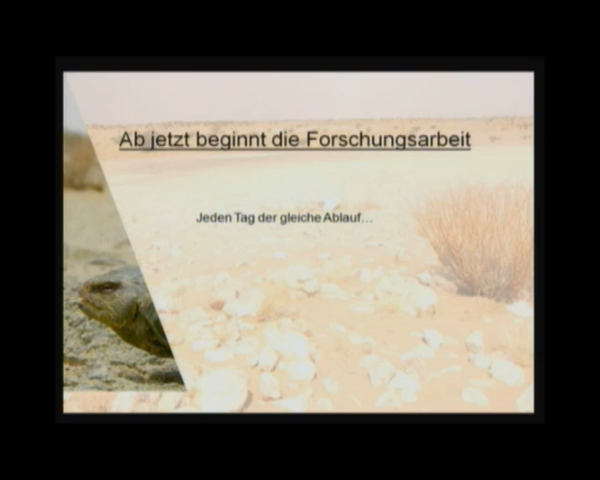 Ab jetzt beginnt die Forschungsarbeit
Jeden Tag der gleiche Ablauf...